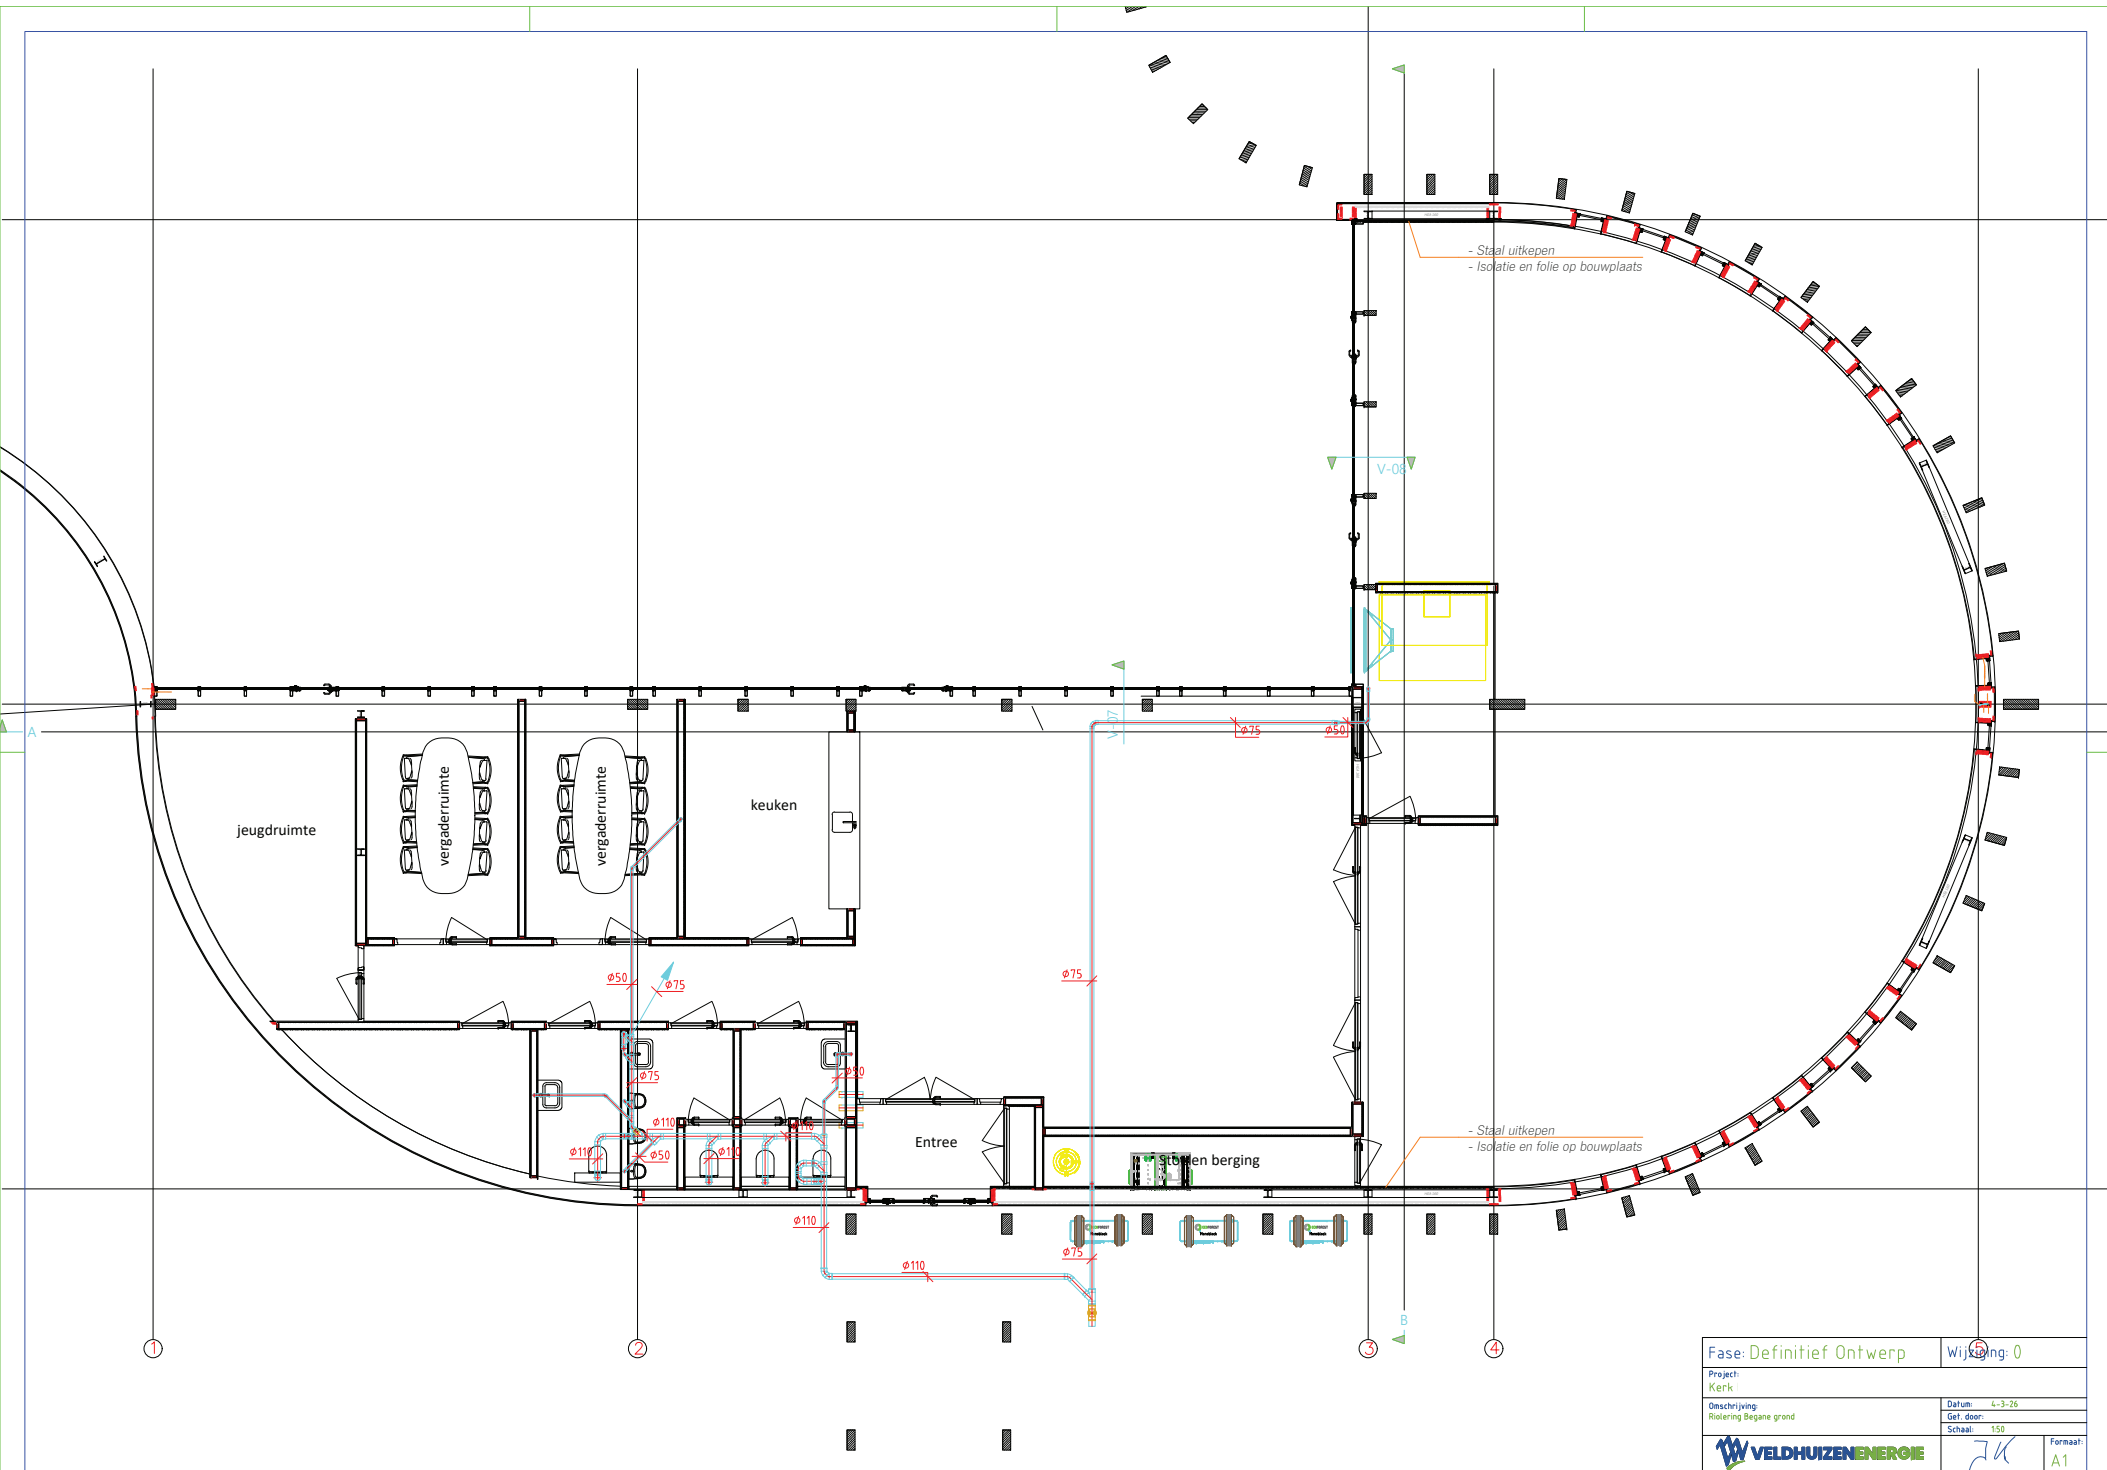 - Staal uitkepen
- Isolatie en folie op bouwplaats
V-08
A
V-07
ø75
ø50
jeugdruimte
vergaderruimte
vergaderruimte
keuken
ø50
ø75
ø75
ø75
ø50
ø110
ø110
ø110
ø50
ø110
Entree
- Staal uitkepen
- Isolatie en folie op bouwplaats
ø110
ø75
ø110
B
1
2
3
4
5
Fase: Definitief Ontwerp
Wijziging: 0
Project:
Kerk
Omschrijving:
Riolering Begane grond
Datum: 4-3-26
Get. door:
Schaal: 1:50
VELDHUIZENENERGIE
JK
Formaat:
A1